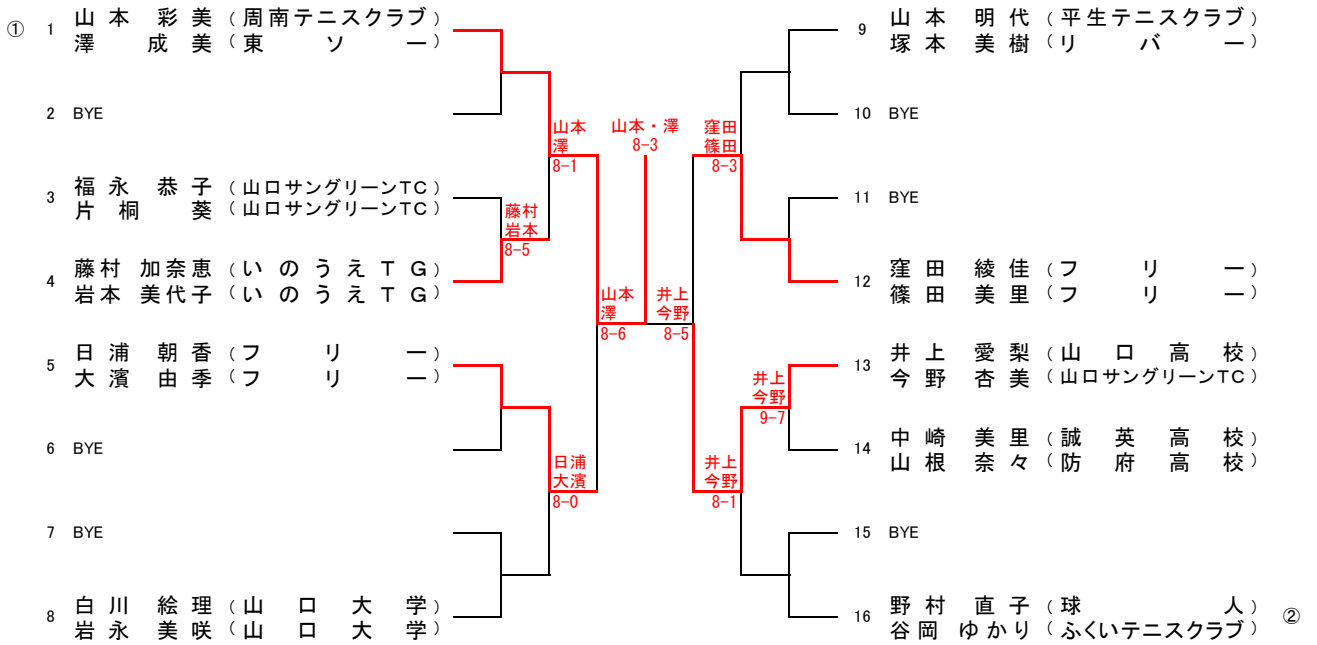 ① 1 山本 彩美 (周南テニスクラブ)
澤 成美 (東ソー)
2 BYE
3 福永 恭子 (山口サングリーンTC)
片桐 葵 (山口サングリーンTC)
4 藤村 加奈恵 (いのうえTG)
岩本 美代子 (いのうえTG)
5 日浦 朝香 (フリー)
大濱 由季 (フリー)
6 BYE
7 BYE
8 白川 絵理 (山口大学)
岩永 美咲 (山口大学)
藤村
岩本
8-5
山本
澤
8-1
日浦
大濱
8-0
山本
澤
8-6
山本・澤
8-3
井上
今野
8-5
窪田
篠田
8-3
井上
今野
8-1
井上
今野
9-7
9 山本 明代 (平生テニスクラブ)
塚本 美樹 (リバー)
10 BYE
11 BYE
12 窪田 綾佳 (フリー)
篠田 美里 (フリー)
13 井上 愛梨 (山口高校)
今野 杏美 (山口サングリーンTC)
14 中崎 美里 (誠英高校)
山根 奈々 (防府高校)
15 BYE
16 野村 直子 (球人)
谷岡 ゆかり (ふくいテニスクラブ) ②